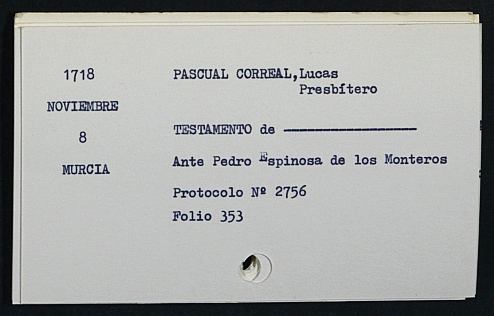 1718
NOVIEMBRE
8
MURCIA
PASCUAL CORREAL,Lucas
Presbítero
TESTAMENTO de -----------------
Ante Pedro Espinosa de los Monteros
Protocolo Nº 2756
Folio 353